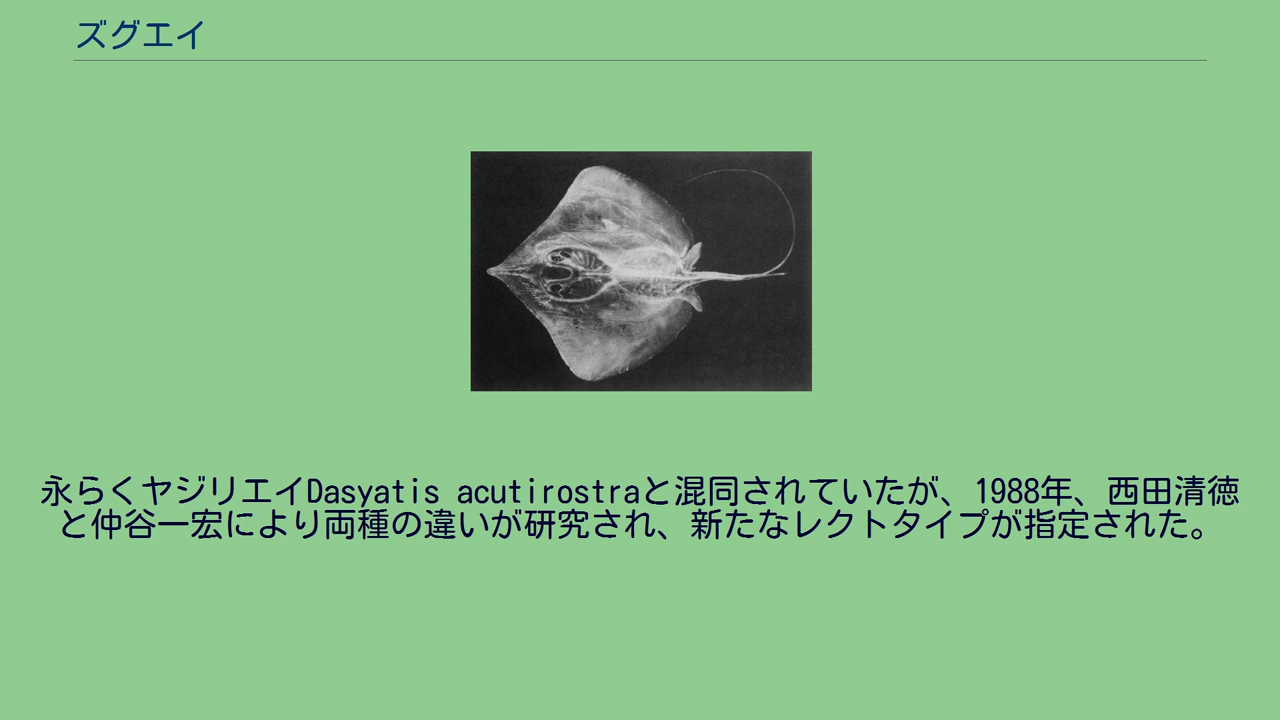 ズグエイ
永らくヤジリエイDasyatis acutirostraと混同されていたが、1988年、西田清徳
と仲谷一宏により両種の違いが研究され、新たなレクトタイプが指定された。